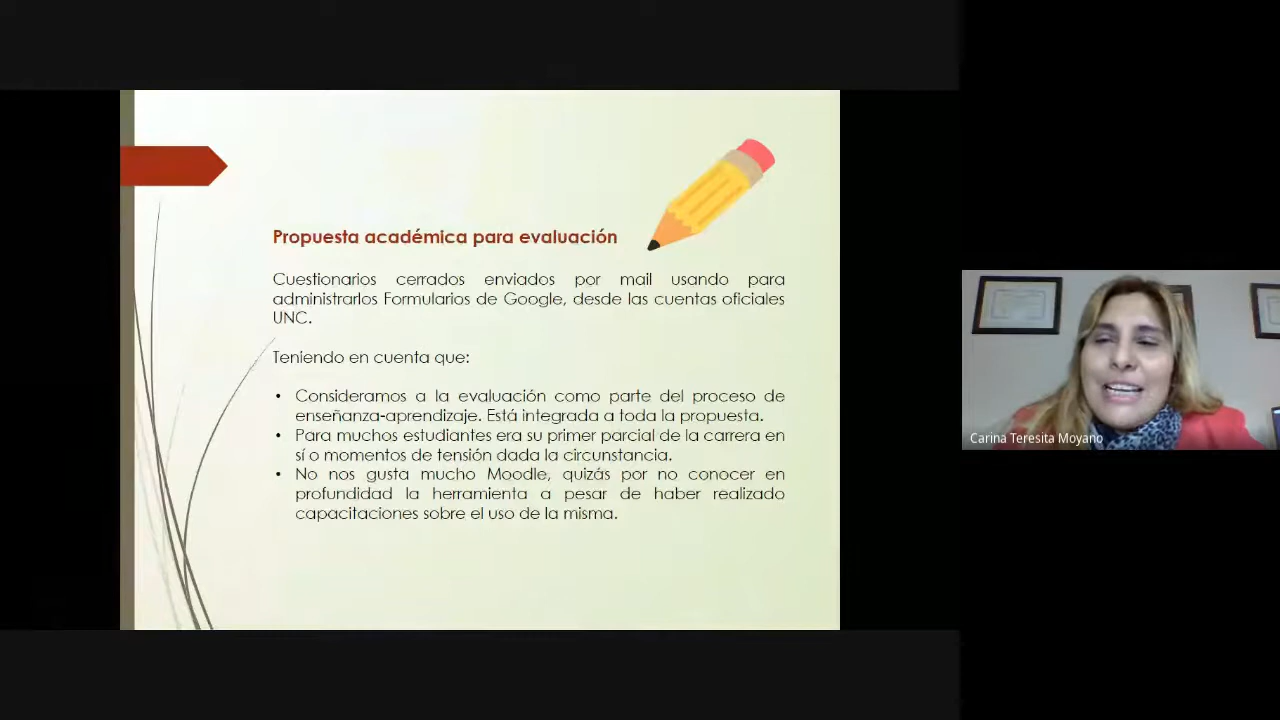 Propuesta académica para evaluación
Cuestionarios cerrados enviados por mail usando para
administrarlos Formularios de Google, desde las cuentas oficiales
UNC.
Teniendo en cuenta que:
• Consideramos a la evaluación como parte del proceso de
enseñanza-aprendizaje. Está integrada a toda la propuesta.
• Para muchos estudiantes era su primer parcial de la carrera en
sí o momentos de tensión dada la circunstancia.
• No nos gusta mucho Moodle, quizás por no conocer en
profundidad la herramienta a pesar de haber realizado
capacitaciones sobre el uso de la misma.
Carina Teresita Moyano